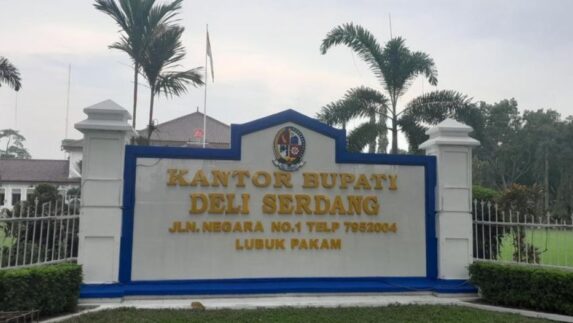 KANTOR BUPATI
DELI SERDANG
JLN. NEGARA NO.1 TELP 7952004
LUBUK PAKAM